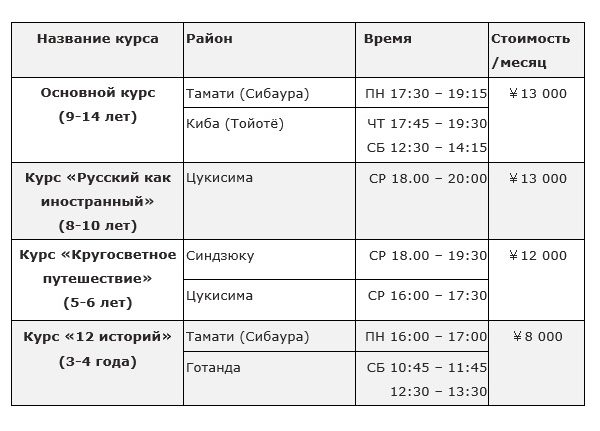 Название курса Район Время Стоимость
/месяц
Основной курс
(9-14 лет)
Тамати (Сибаура) ПН 17:30 – 19:15 ¥13 000
Киба (Тойотё) ЧТ 17:45 – 19:30
СБ 12:30 – 14:15
Курс «Русский как
иностранный»
(8-10 лет)
Цукисима СР 18.00 – 20:00 ¥13 000
Курс «Кругосветное
путешествие»
(5-6 лет)
Синдзюку СР 18.00 – 19:30 ¥12 000
Цукисима СР 16:00 – 17:30
Курс «12 историй»
(3-4 года)
Тамати (Сибаура) ПН 16:00 – 17:00 ¥8 000
Готанда СБ 10:45 – 11:45
12:30 – 13:30